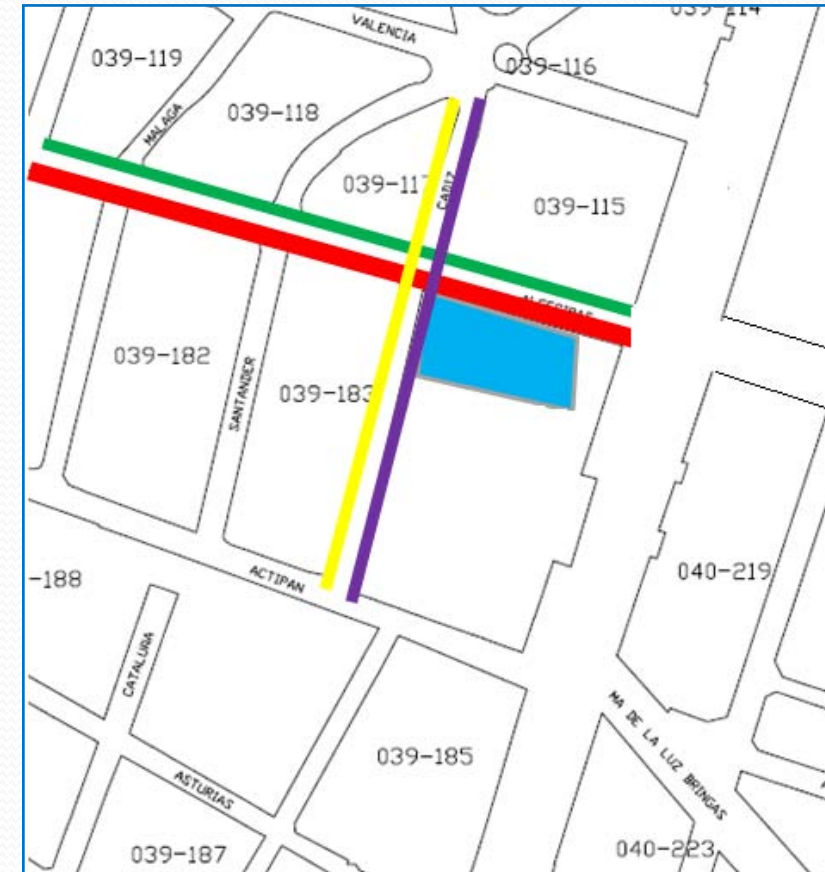 039-114
VALENCIA
039-119
039-116
039-118
MALAGA
039-117
CADIZ
039-115
ALGECIRAS
039-182
SANTANDER
039-183
-188
ACTIPAN
040-219
CATALUÑA
MA DE LA LUZ BRINGAS
039-185
ASTURIAS
039-187
040-223